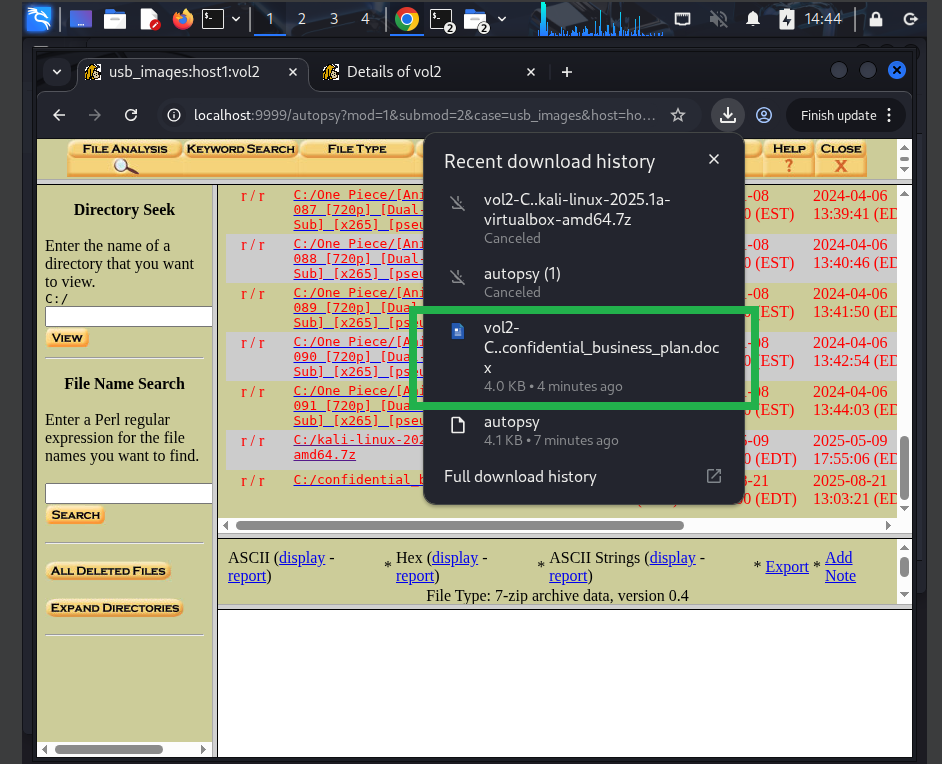 1 2 3 4
2
2
14:44
usb_images:host1:vol2
Details of vol2
localhost:9999/autopsy?mod=1&submod=2&case=usb_images&host=ho...
Finish update
FILE ANALYSIS
KEYWORD SEARCH
FILE TYPE
HELP
?
CLOSE
X
Directory Seek
Enter the name of a
directory that you want
to view.
C:/
VIEW
File Name Search
Enter a Perl regular
expression for the file
names you want to find.
SEARCH
ALL DELETED FILES
EXPAND DIRECTORIES
r / r C:/One Piece/[Ani -08 2024-04-06
087 [720p] [Dual- 0 (EST) 13:39:41 (ED
Sub] [x265] [pseu
r / r C:/One Piece/[Ani -08 2024-04-06
088 [720p] [Dual- 0 (EST) 13:40:46 (ED
Sub] [x265] [pseu
r / r C:/One Piece/[Ani -08 2024-04-06
089 [720p] [Dual- 0 (EST) 13:41:50 (ED
Sub] [x265] [pseu
r / r C:/One Piece/[Ani -08 2024-04-06
090 [720p] [Dual- (EST) 13:42:54 (ED
Sub] [x265] [pseu
r / r C:/One Piece/[Ani -08 2024-04-06
091 [720p] [Dual- 0 (EST) 13:44:03 (ED
Sub] [x265] [pseu
r / r C:/kali-linux-202 -09 2025-05-09
amd64.7z (EDT) 17:55:06 (ED
r / r C:/confidential_b -21 2025-08-21
(EDT) 13:03:21 (ED
Recent download history
vol2-C..kali-linux-2025.1a-
virtualbox-amd64.7z
Canceled
autopsy (1)
Canceled
vol2-
C..confidential_business_plan.doc
x
4.0 KB • 4 minutes ago
autopsy
4.1 KB • 7 minutes ago
Full download history
ASCII (display - * Hex (display - * ASCII Strings (display - * Export * Add
report) report) report) Note
File Type: 7-zip archive data, version 0.4